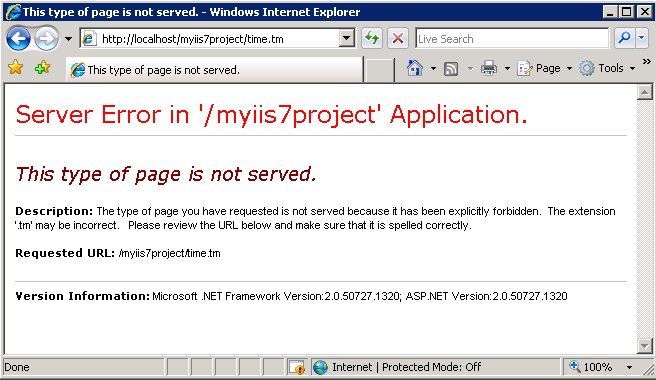 This type of page is not served. - Windows Internet Explorer
http://localhost/myiis7project/time.tm
Live Search
This type of page is not served.
Page
Tools
Server Error in '/myiis7project' Application.
This type of page is not served.
Description: The type of page you have requested is not served because it has been explicitly forbidden. The extension
'.tm' may be incorrect. Please review the URL below and make sure that it is spelled correctly.
Requested URL: /myiis7project/time.tm
Version Information: Microsoft .NET Framework Version:2.0.50727.1320; ASP.NET Version:2.0.50727.1320
Done
Internet | Protected Mode: Off
100%